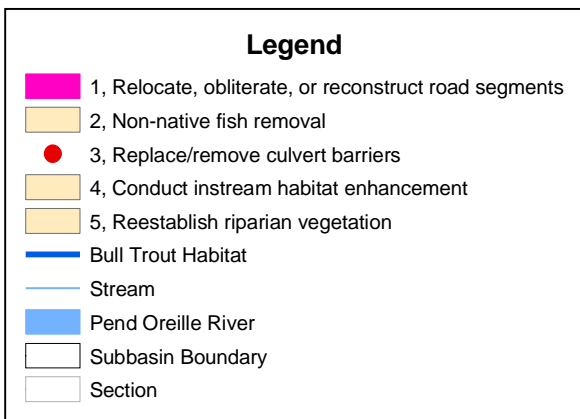 Legend
1, Relocate, obliterate, or reconstruct road segments
2, Non-native fish removal
3, Replace/remove culvert barriers
4, Conduct instream habitat enhancement
5, Reestablish riparian vegetation
Bull Trout Habitat
Stream
Pend Oreille River
Subbasin Boundary
Section